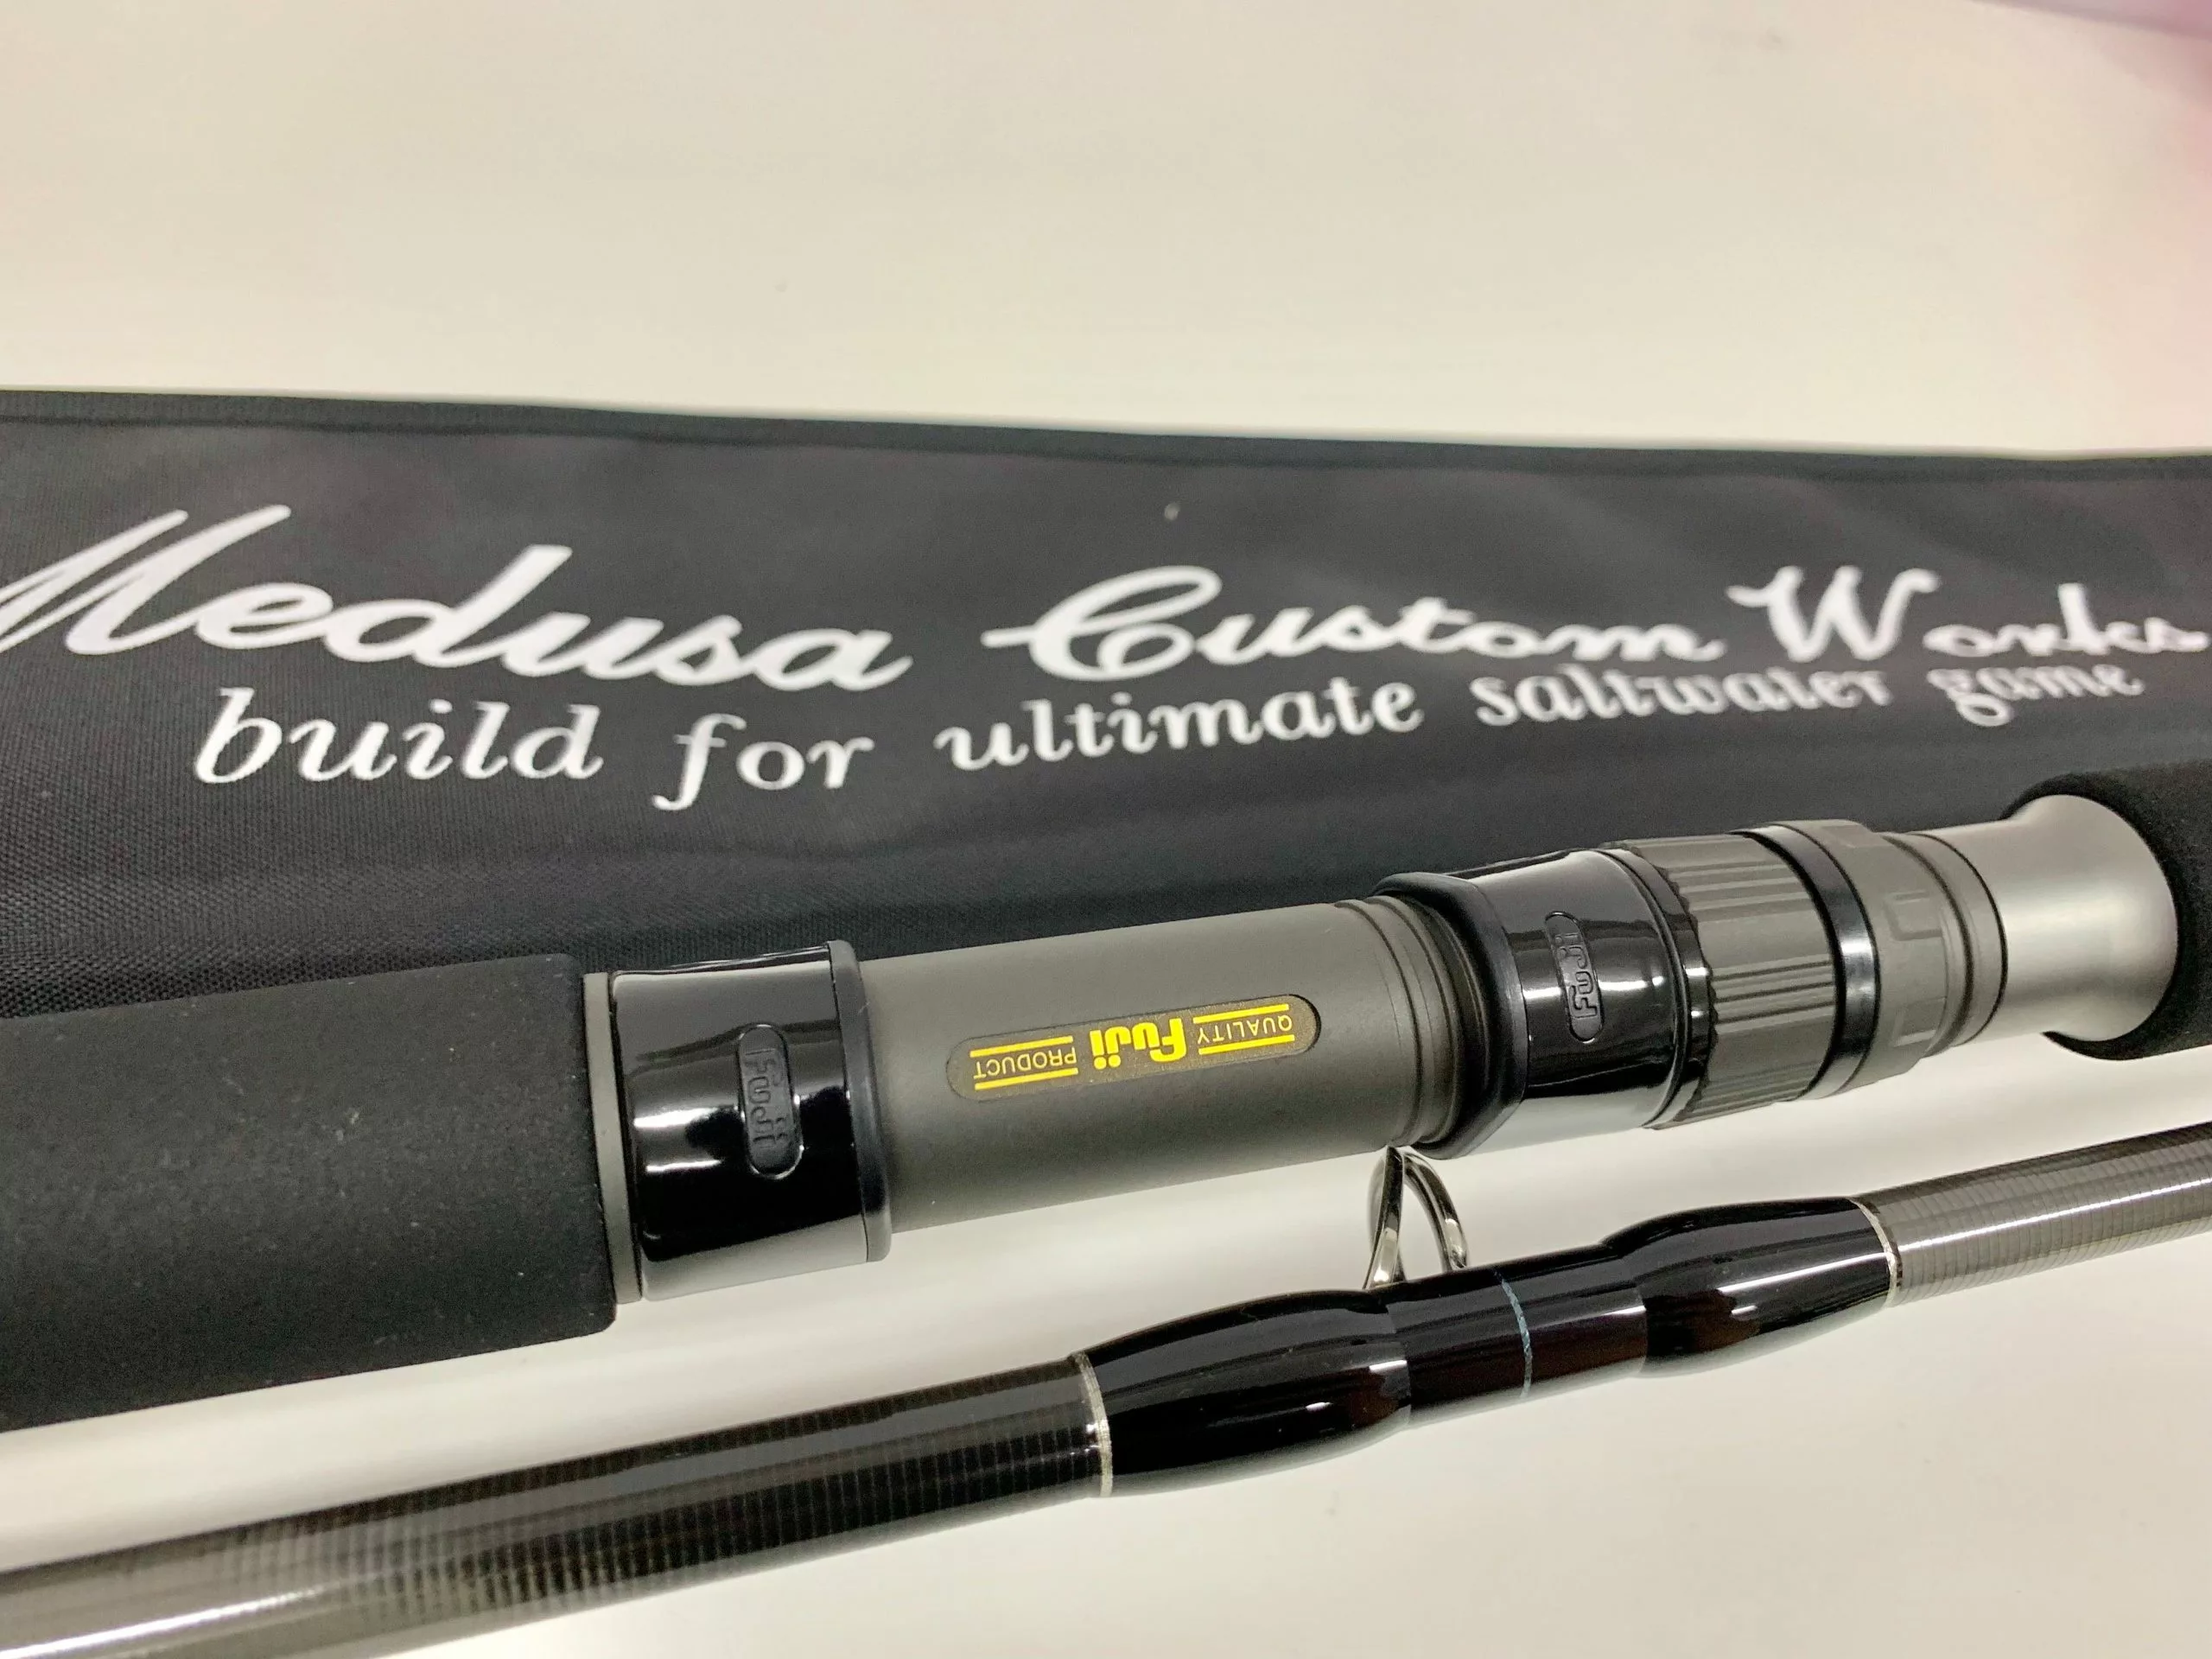 Medusa Custom Works
build for ultimate saltwater game
Fuji
QUALITY Fuji PRODUCT
Fuji